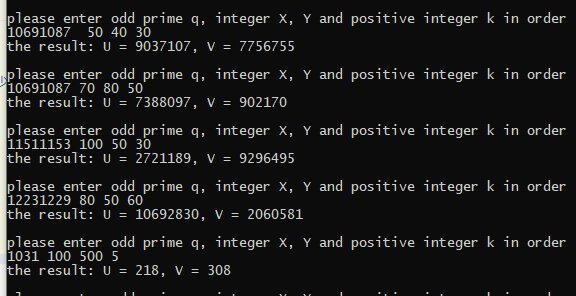 please enter odd prime q, integer X, Y and positive integer k in order
10691087  50 40 30
the result: U = 9037107, V = 7756755
please enter odd prime q, integer X, Y and positive integer k in order
10691087 70 80 50
the result: U = 7388097, V = 902170
please enter odd prime q, integer X, Y and positive integer k in order
11511153 100 50 30
the result: U = 2721189, V = 9296495
please enter odd prime q, integer X, Y and positive integer k in order
12231229 80 50 60
the result: U = 10692830, V = 2060581
please enter odd prime q, integer X, Y and positive integer k in order
1031 100 500 5
the result: U = 218, V = 308